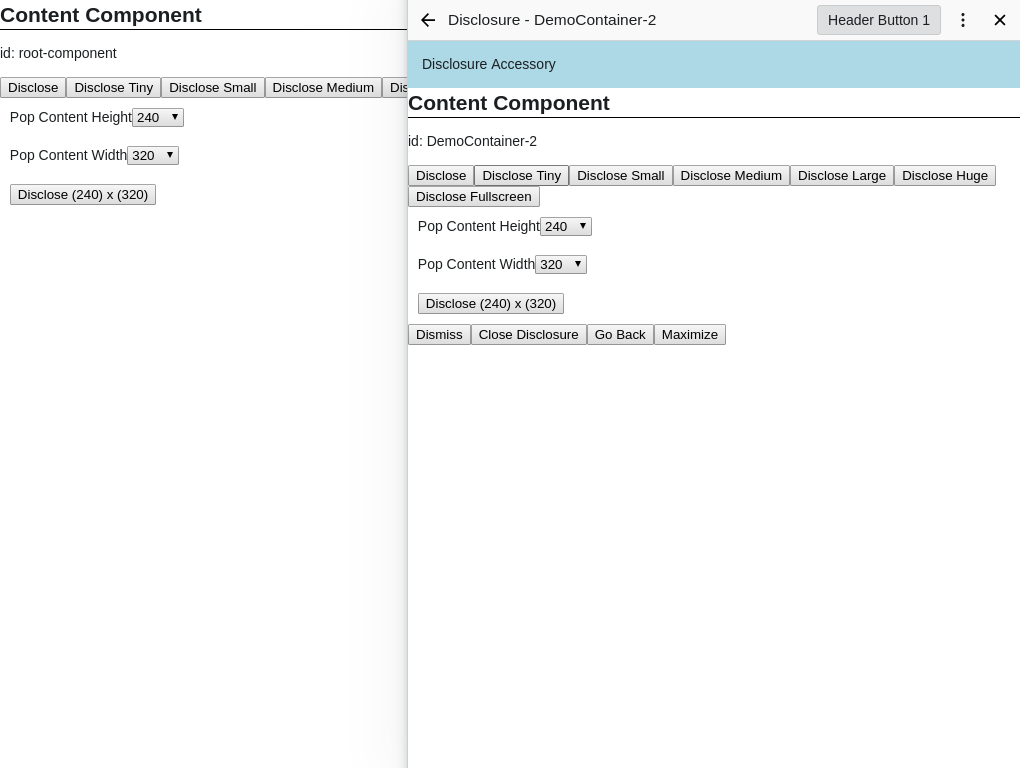 Content Component
id: root-component
Disclose Disclose Tiny Disclose Small Disclose Medium Dis
Pop Content Height 240
Pop Content Width 320
Disclose (240) x (320)
Disclosure - DemoContainer-2 Header Button 1
Disclosure Accessory
Content Component
id: DemoContainer-2
Disclose Disclose Tiny Disclose Small Disclose Medium Disclose Large Disclose Huge
Disclose Fullscreen
Pop Content Height 240
Pop Content Width 320
Disclose (240) x (320)
Dismiss Close Disclosure Go Back Maximize